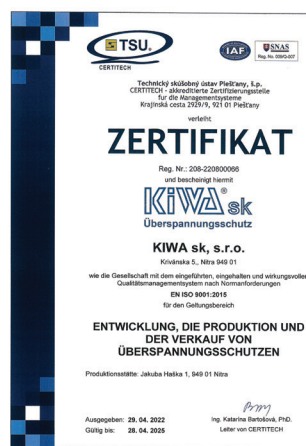 TSU.
CERTITECH
IAF
SNAS
Reg. No. 009/Q-007
Technický skúšobný ústav Piešťany, š.p.
CERTITECH - akkreditierte Zertifizierungsstelle
für die Managementsysteme
Krajinská cesta 2929/9, 921 01 Piešťany
verleiht
ZERTIFIKAT
Reg. Nr.: 208-220800066
und bescheinigt hiermit
KIWA® sk
Überspannungsschutz
KIWA sk, s.r.o.
Krivánska 5., Nitra 949 01
wie die Gesellschaft mit dem eingeführten, eingehalten und wirkungsvollen
Qualitätsmanagementsystem nach Normanforderungen
EN ISO 9001:2015
für den Geltungsbereich
ENTWICKLUNG, DIE PRODUKTION UND
DER VERKAUF VON
ÜBERSPANNUNGSSCHUTZEN
Produktionsstätte: Jakuba Haška 1, 949 01 Nitra
Ausgegeben: 29. 04. 2022
Gültig bis: 28. 04. 2025
Ing. Katarína Bartošová, PhD.
Leiter von CERTITECH